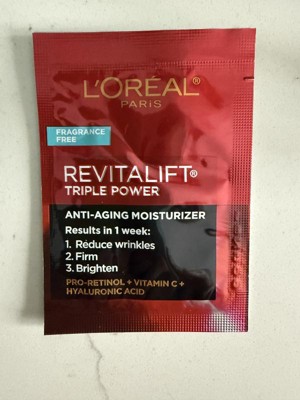 L'ORÉAL®
PARIS
FRAGRANCE
FREE
REVITALIFT®
TRIPLE POWER
ANTI-AGING MOISTURIZER
Results in 1 week:
1. Reduce wrinkles
2. Firm
3. Brighten
PRO-RETINOL + VITAMIN C +
HYALURONIC ACID